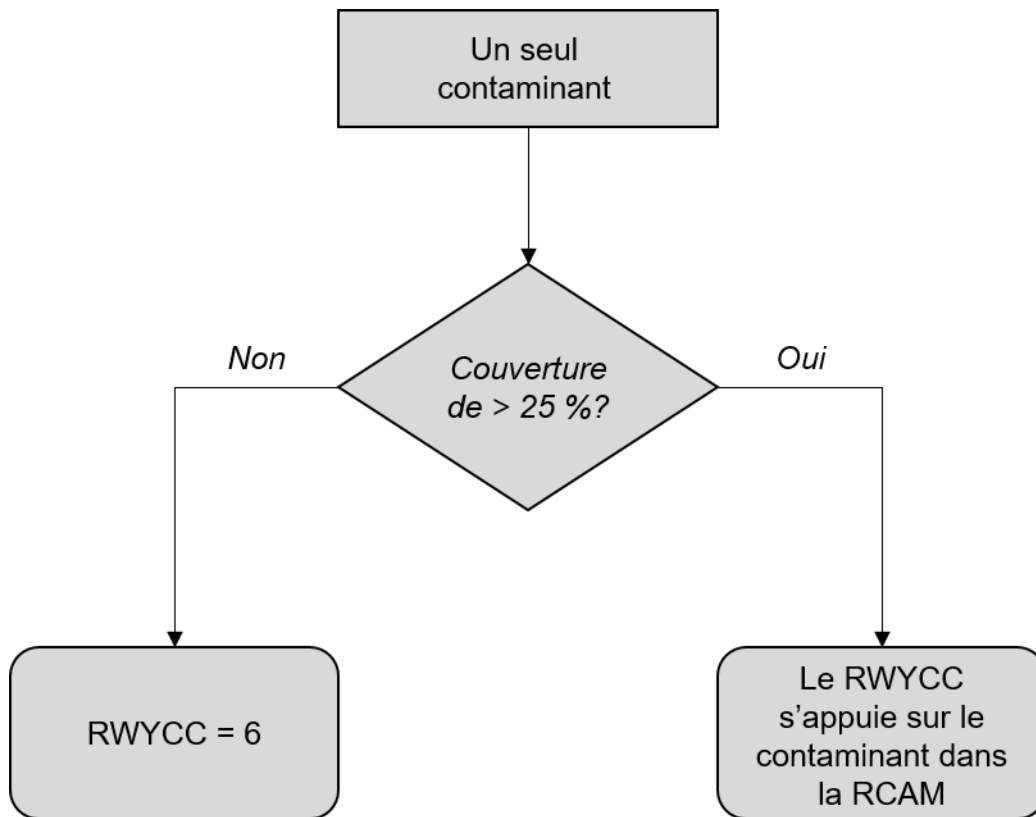 Un seul
contaminant
Non
Couverture
de > 25 %?
Oui
RWYCC = 6
Le RWYCC
s’appuie sur le
contaminant dans
la RCAM